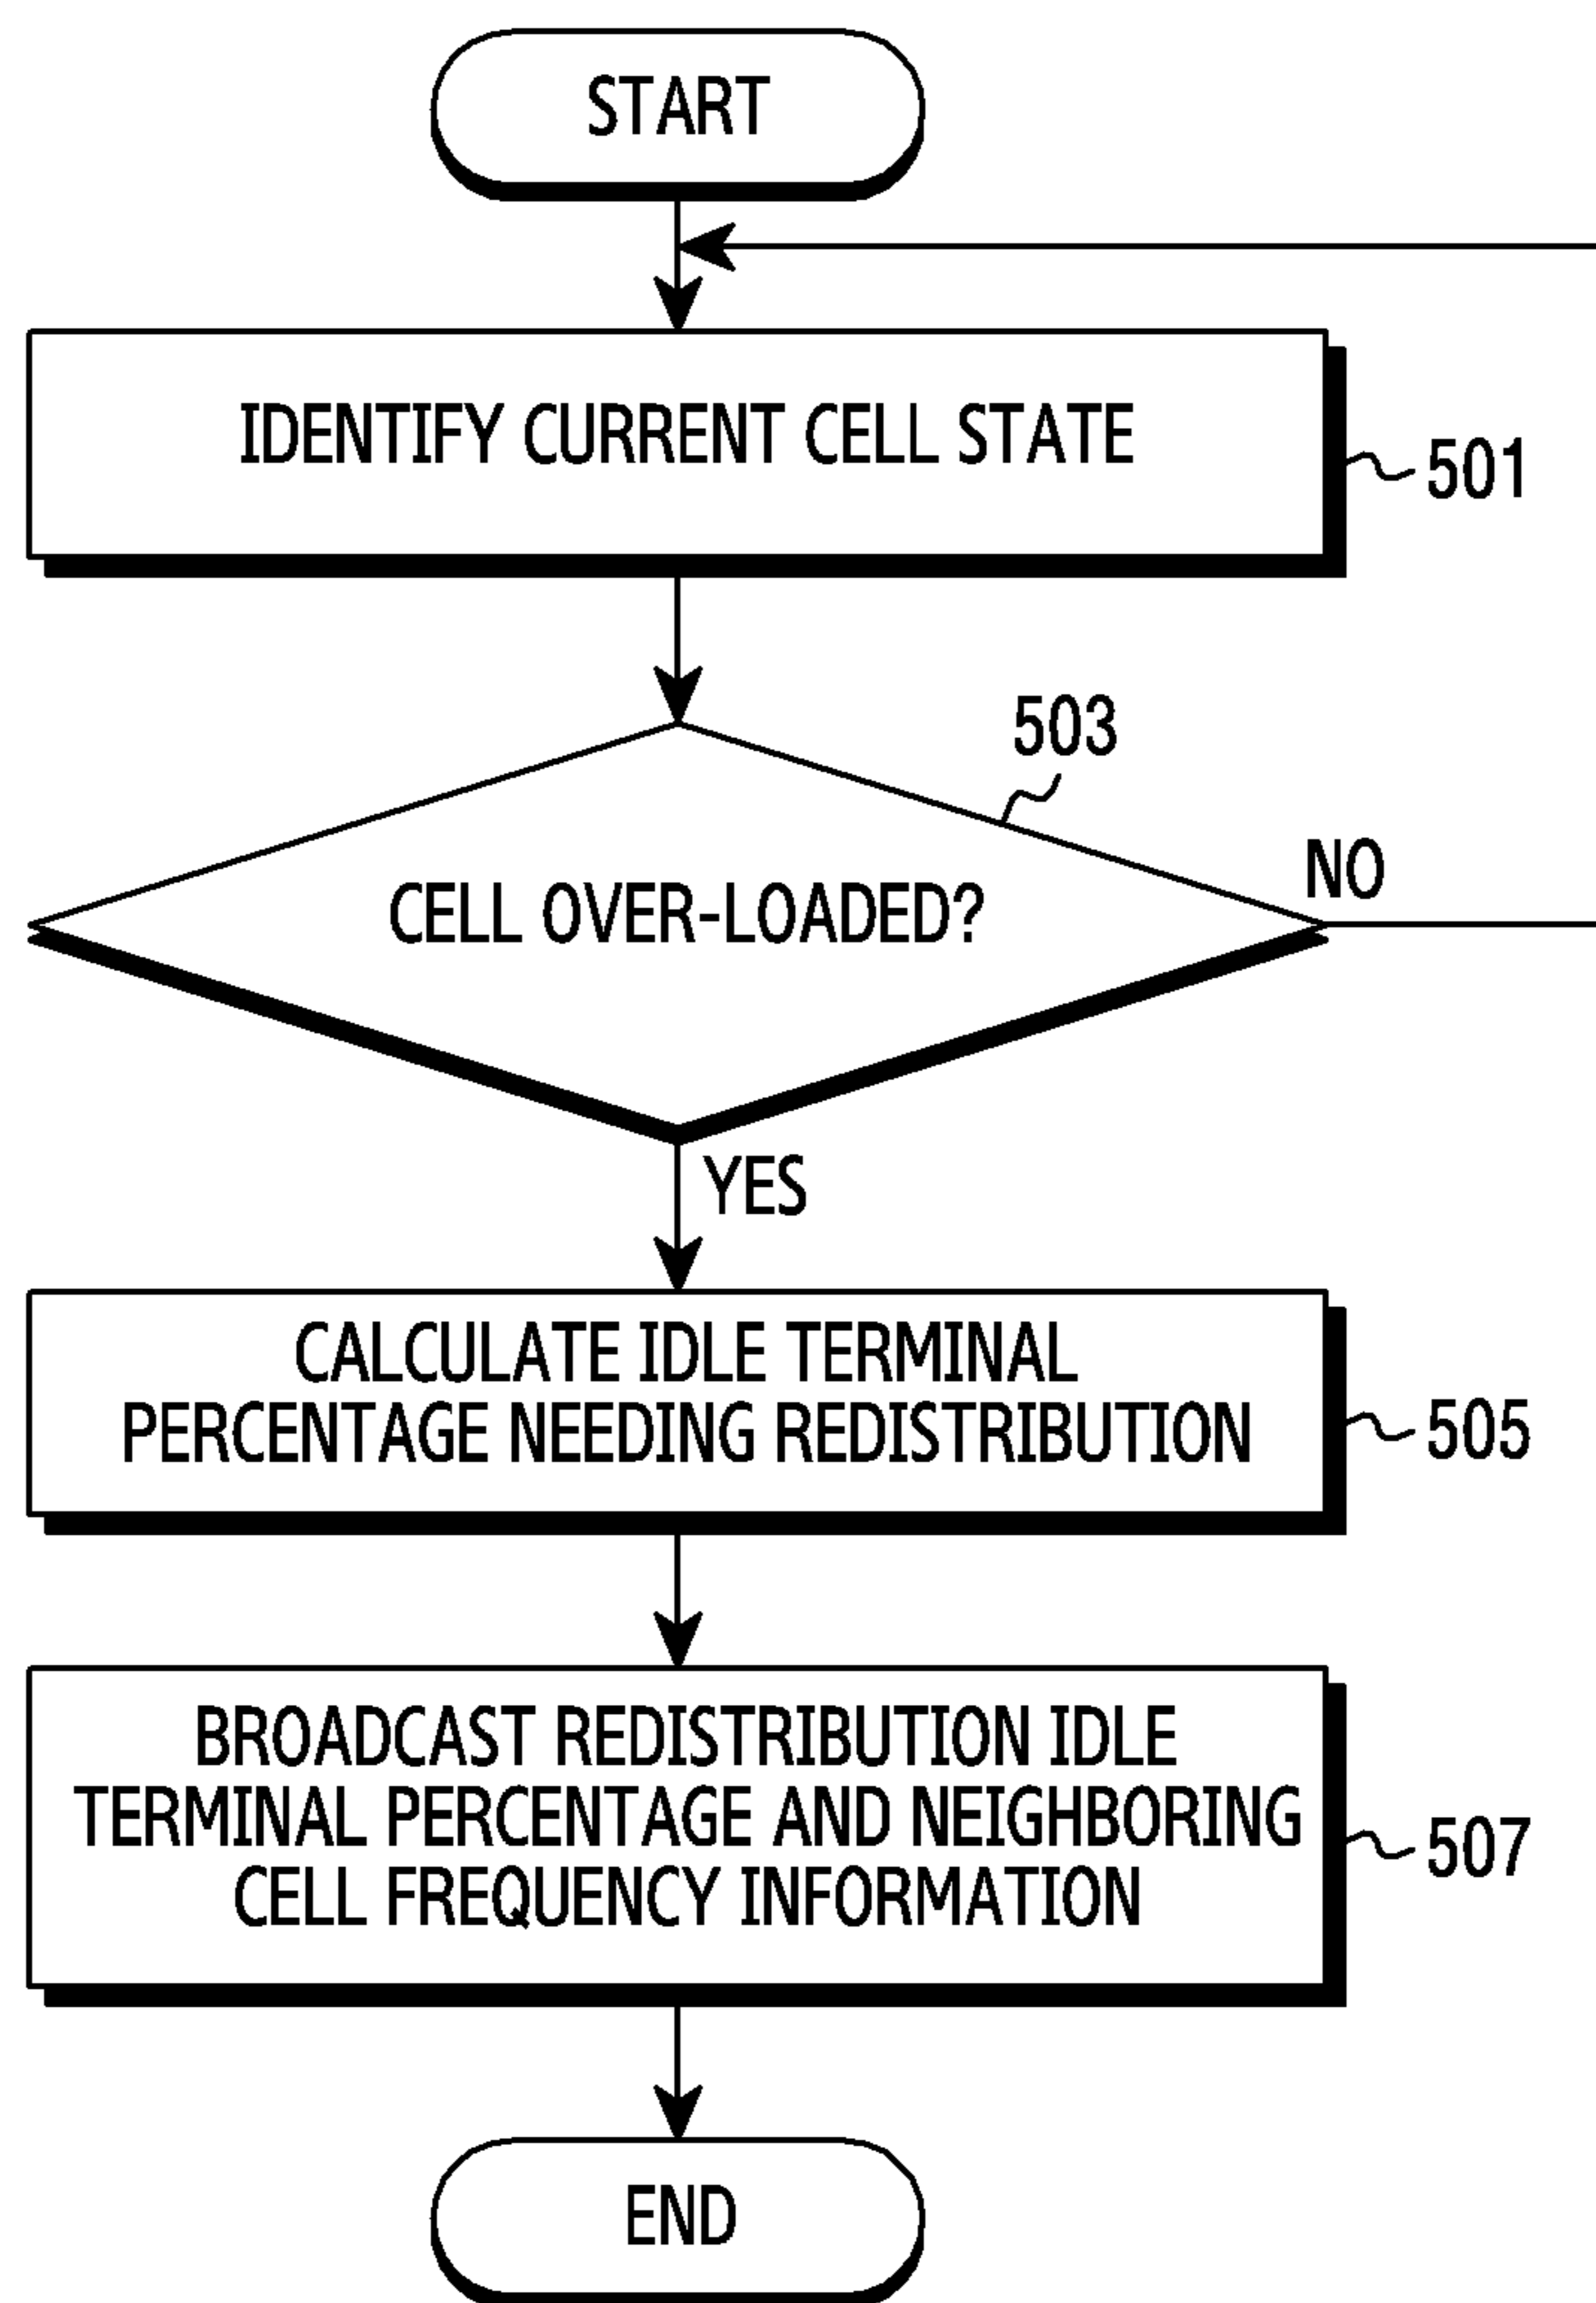 START
IDENTIFY CURRENT CELL STATE
501
503
CELL OVER-LOADED?
NO
YES
CALCULATE IDLE TERMINAL
PERCENTAGE NEEDING REDISTRIBUTION
505
BROADCAST REDISTRIBUTION IDLE
TERMINAL PERCENTAGE AND NEIGHBORING
CELL FREQUENCY INFORMATION
507
END